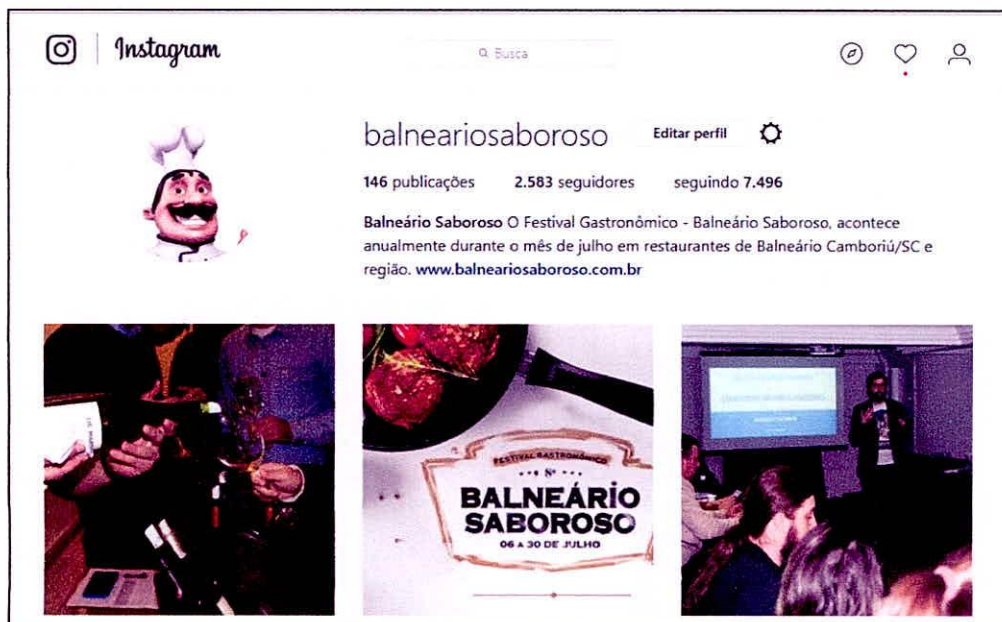 Instagram
Busca
balneariosaboroso Editar perfil
146 publicações 2.583 seguidores seguindo 7.496
Balneário Saboroso O Festival Gastronômico - Balneário Saboroso, acontece
anualmente durante o mês de julho em restaurantes de Balneário Camboriú/SC e
região. www.balneariosaboroso.com.br
FESTIVAL GASTRONÔMICO
8º
BALNEÁRIO
SABOROSO
06 A 30 DE JULHO